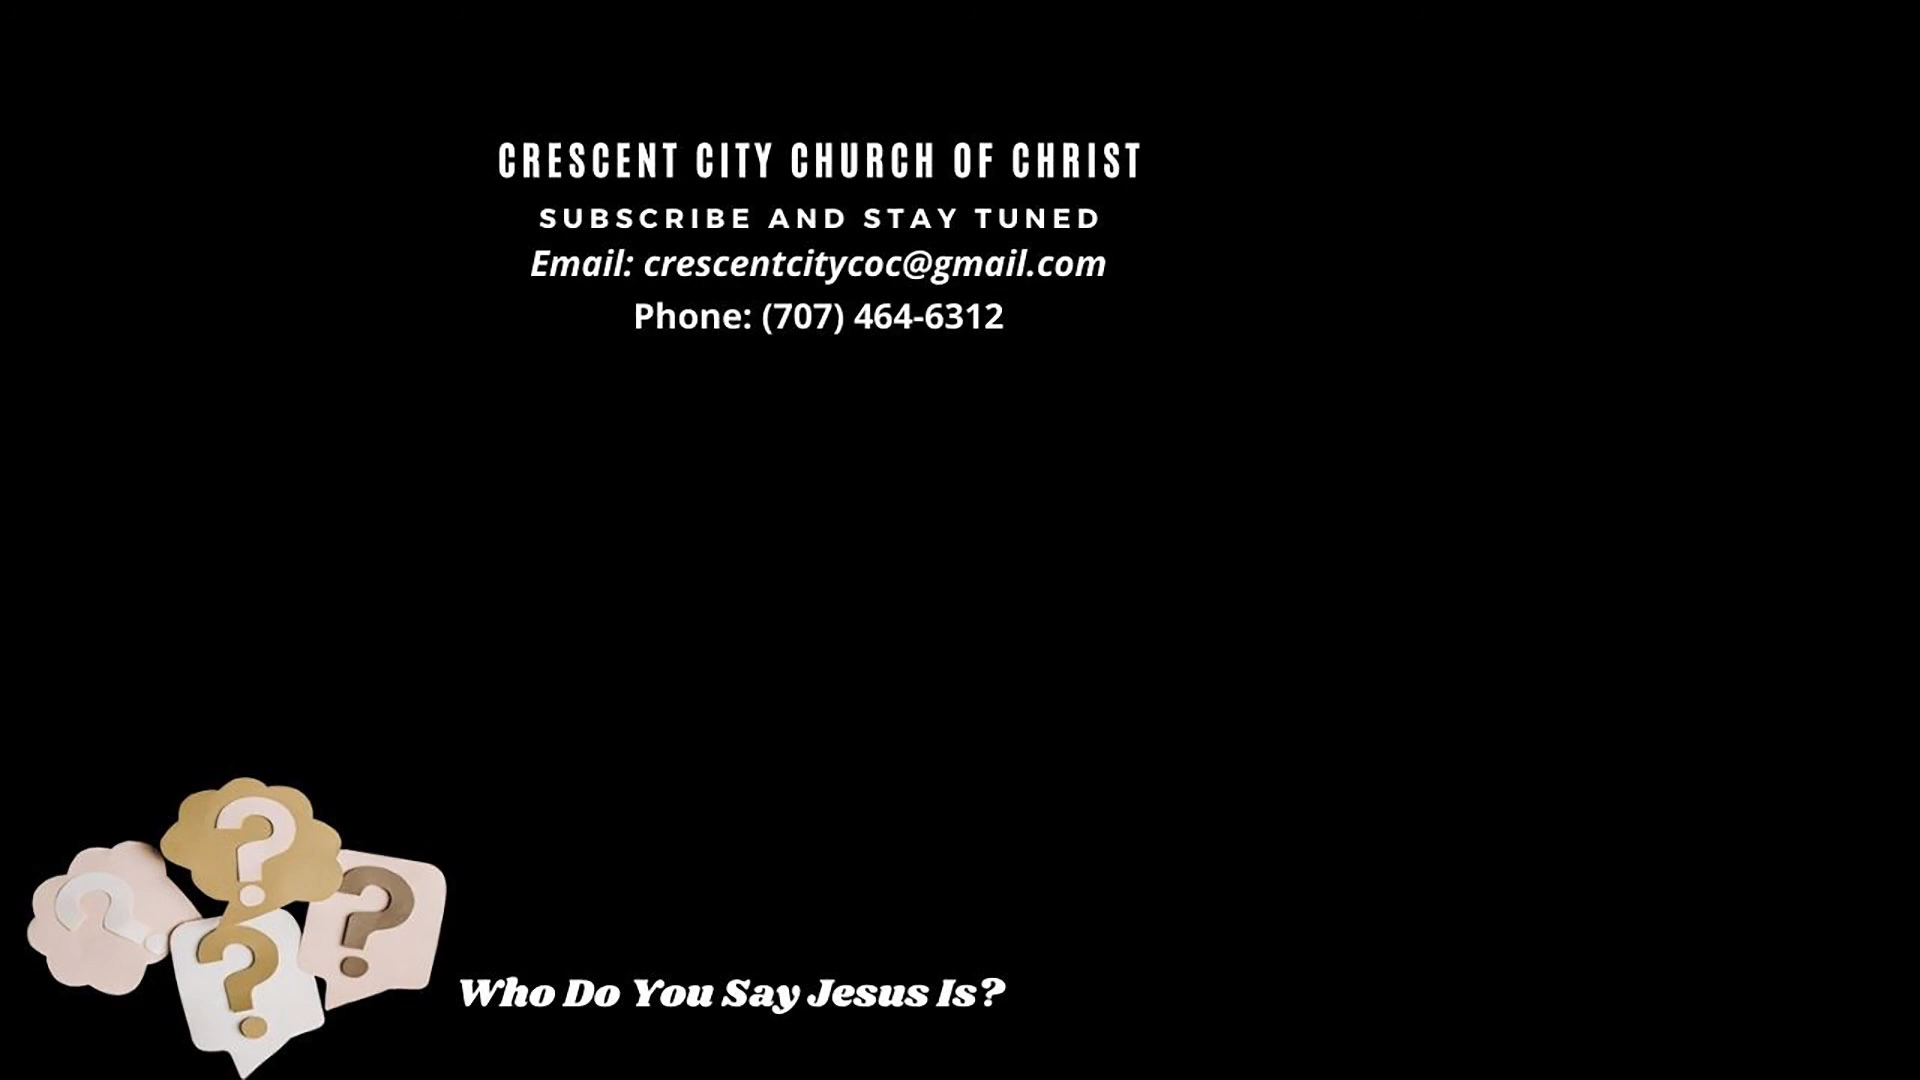 CRESCENT CITY CHURCH OF CHRIST
SUBSCRIBE AND STAY TUNED
Email: crescentcitycoc@gmail.com
Phone: (707) 464-6312
?
?
?
?
Who Do You Say Jesus Is?